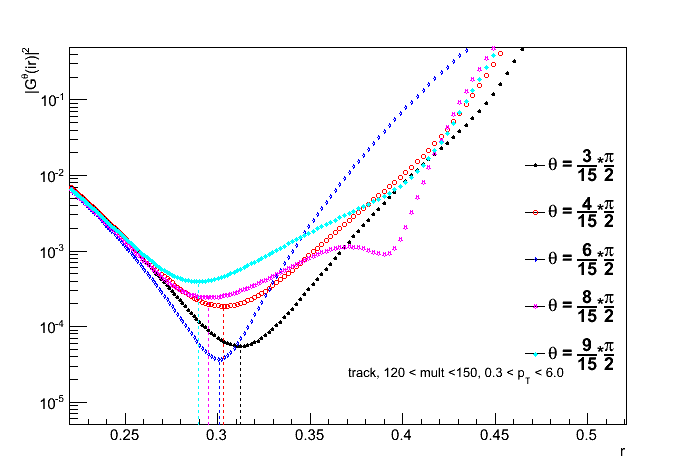 |G^θ(ir)|²
10⁻¹
10⁻²
10⁻³
10⁻⁴
10⁻⁵
θ = 3/15 * π/2
θ = 4/15 * π/2
θ = 6/15 * π/2
θ = 8/15 * π/2
θ = 9/15 * π/2
track, 120 < mult <150, 0.3 < p_T < 6.0
0.25 0.3 0.35 0.4 0.45 0.5
r